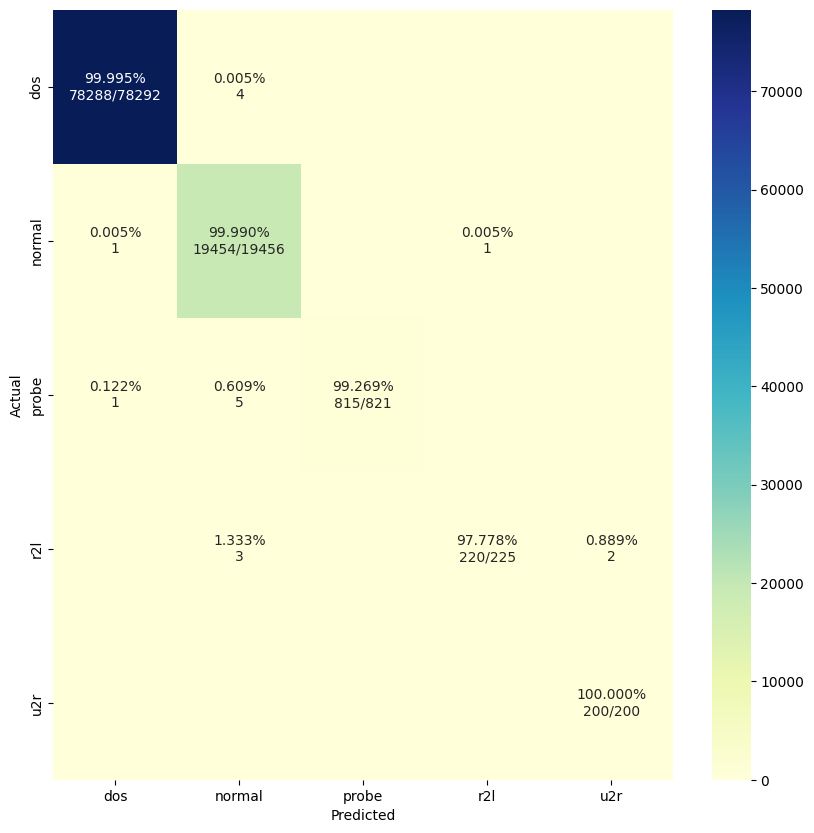 99.995%
78288/78292
0.005%
4
0.005%
1
99.990%
19454/19456
0.005%
1
0.122%
1
0.609%
5
99.269%
815/821
1.333%
3
97.778%
220/225
0.889%
2
100.000%
200/200
dos
normal
probe
r2l
u2r
Actual
dos
normal
probe
r2l
u2r
Predicted
70000
60000
50000
40000
30000
20000
10000
0